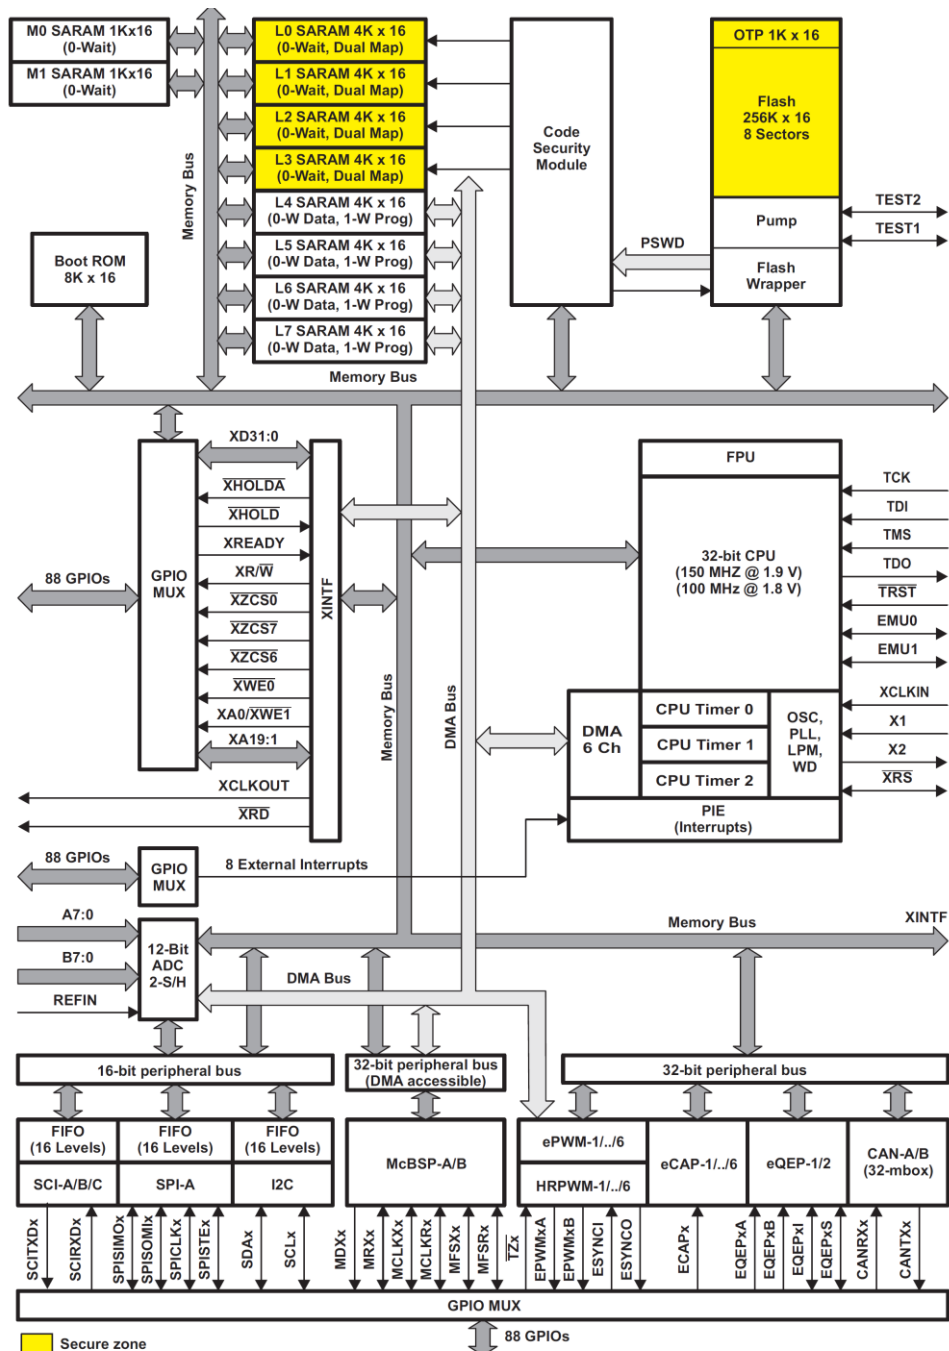 M0 SARAM 1Kx16
(0-Wait)
M1 SARAM 1Kx16
(0-Wait)
L0 SARAM 4K x 16
(0-Wait, Dual Map)
L1 SARAM 4K x 16
(0-Wait, Dual Map)
L2 SARAM 4K x 16
(0-Wait, Dual Map)
L3 SARAM 4K x 16
(0-Wait, Dual Map)
L4 SARAM 4K x 16
(0-W Data, 1-W Prog)
L5 SARAM 4K x 16
(0-W Data, 1-W Prog)
L6 SARAM 4K x 16
(0-W Data, 1-W Prog)
L7 SARAM 4K x 16
(0-W Data, 1-W Prog)
Memory Bus
Boot ROM
8K x 16
Code
Security
Module
OTP 1K x 16
Flash
256K x 16
8 Sectors
Pump
Flash
Wrapper
TEST2
TEST1
PSWD
Memory Bus
XD31:0
XHOLDA
XHOLD
XREADY
XR/W
XZCS0
XZCS7
XZCS6
XWE0
XA0/XWE1
XA19:1
XCLKOUT
XRD
88 GPIOs
GPIO
MUX
XINTF
Memory Bus
DMA Bus
FPU
32-bit CPU
(150 MHZ @ 1.9 V)
(100 MHz @ 1.8 V)
DMA
6 Ch
CPU Timer 0
CPU Timer 1
CPU Timer 2
OSC,
PLL,
LPM,
WD
PIE
(Interrupts)
TCK
TDI
TMS
TDO
TRST
EMU0
EMU1
XCLKIN
X1
X2
XRS
88 GPIOs
GPIO
MUX
8 External Interrupts
A7:0
B7:0
REFIN
12-Bit
ADC
2-S/H
Memory Bus
XINTF
DMA Bus
16-bit peripheral bus
32-bit peripheral bus
(DMA accessible)
32-bit peripheral bus
FIFO
(16 Levels)
FIFO
(16 Levels)
FIFO
(16 Levels)
SCI-A/B/C
SPI-A
I2C
McBSP-A/B
ePWM-1/../6
HRPWM-1/../6
eCAP-1/../6
eQEP-1/2
CAN-A/B
(32-mbox)
SCITXDx
SCIRXDx
SPISIMOx
SPISOMIx
SPICLKx
SPISTEx
SDAx
SCLx
MDXx
MRXx
MCLKXx
MCLKRx
MFSXx
MFSRx
TZx
EPWMxA
EPWMxB
ESYNCI
ESYNCO
ECAPx
EQEPxA
EQEPxB
EQEPxI
EQEPxS
CANRXx
CANTXx
GPIO MUX
88 GPIOs
Secure zone